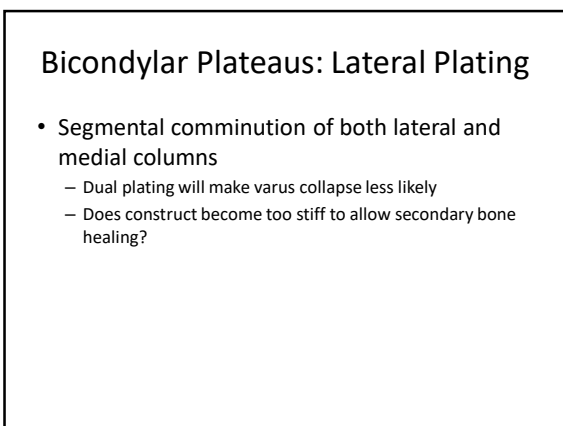 Bicondylar Plateaus: Lateral Plating
• Segmental comminution of both lateral and
medial columns
– Dual plating will make varus collapse less likely
– Does construct become too stiff to allow secondary bone
healing?